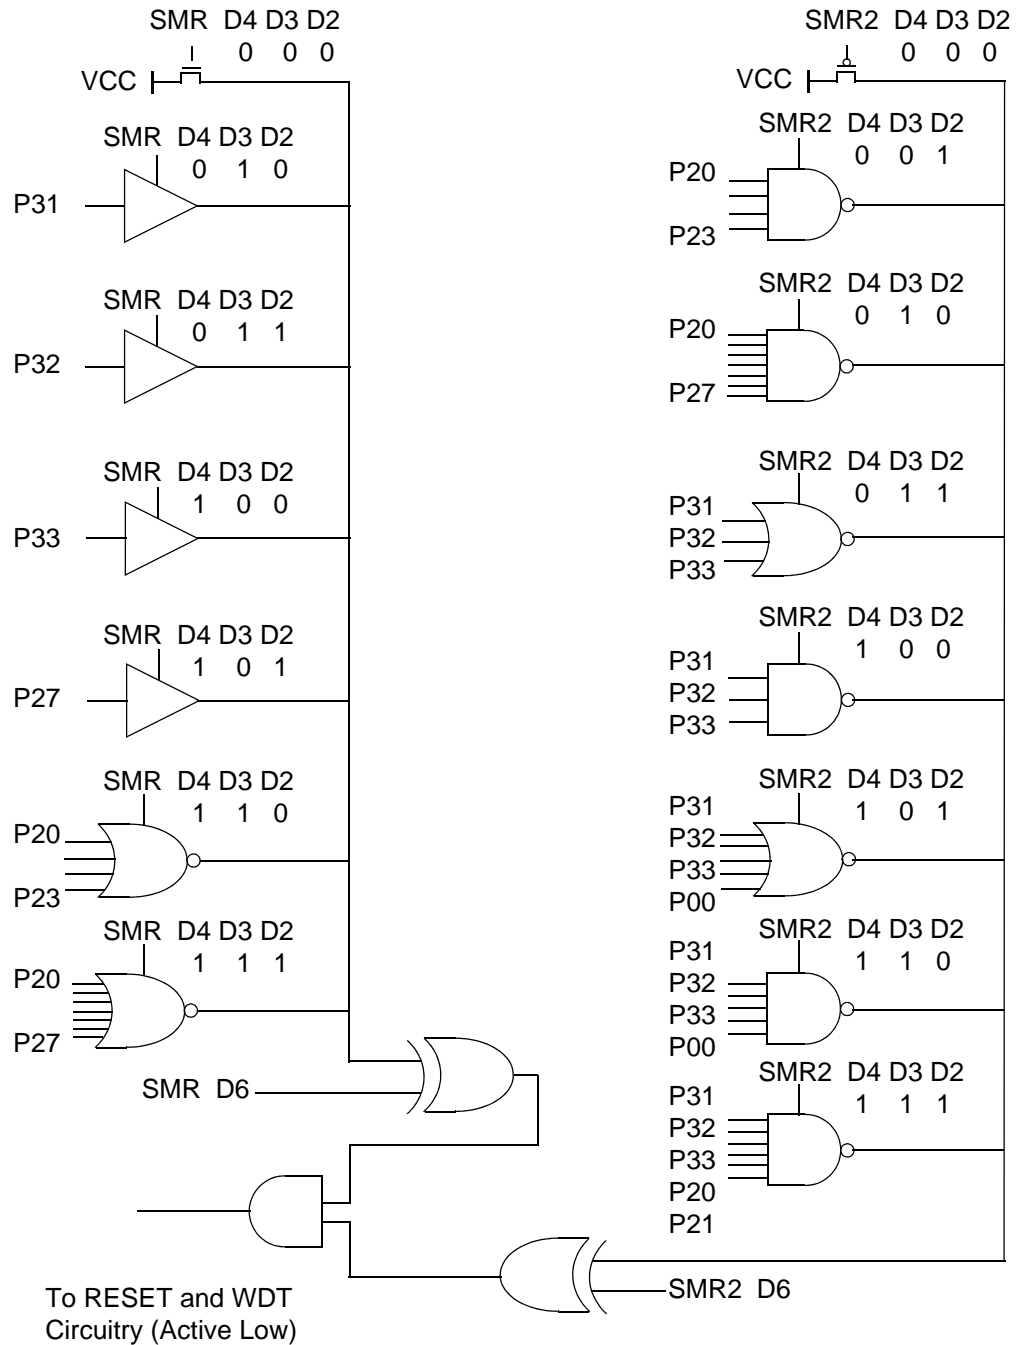 SMR D4 D3 D2
0 0 0
VCC
SMR D4 D3 D2
0 1 0
P31
SMR D4 D3 D2
0 1 1
P32
SMR D4 D3 D2
1 0 0
P33
SMR D4 D3 D2
1 0 1
P27
SMR D4 D3 D2
1 1 0
P20
P23
SMR D4 D3 D2
1 1 1
P20
P27
SMR D6
To RESET and WDT
Circuitry (Active Low)
SMR2 D4 D3 D2
0 0 0
VCC
SMR2 D4 D3 D2
0 0 1
P20
P23
SMR2 D4 D3 D2
0 1 0
P20
P27
SMR2 D4 D3 D2
0 1 1
P31
P32
P33
SMR2 D4 D3 D2
1 0 0
P31
P32
P33
SMR2 D4 D3 D2
1 0 1
P31
P32
P33
P00
SMR2 D4 D3 D2
1 1 0
P31
P32
P33
P00
SMR2 D4 D3 D2
1 1 1
P31
P32
P33
P20
P21
SMR2 D6